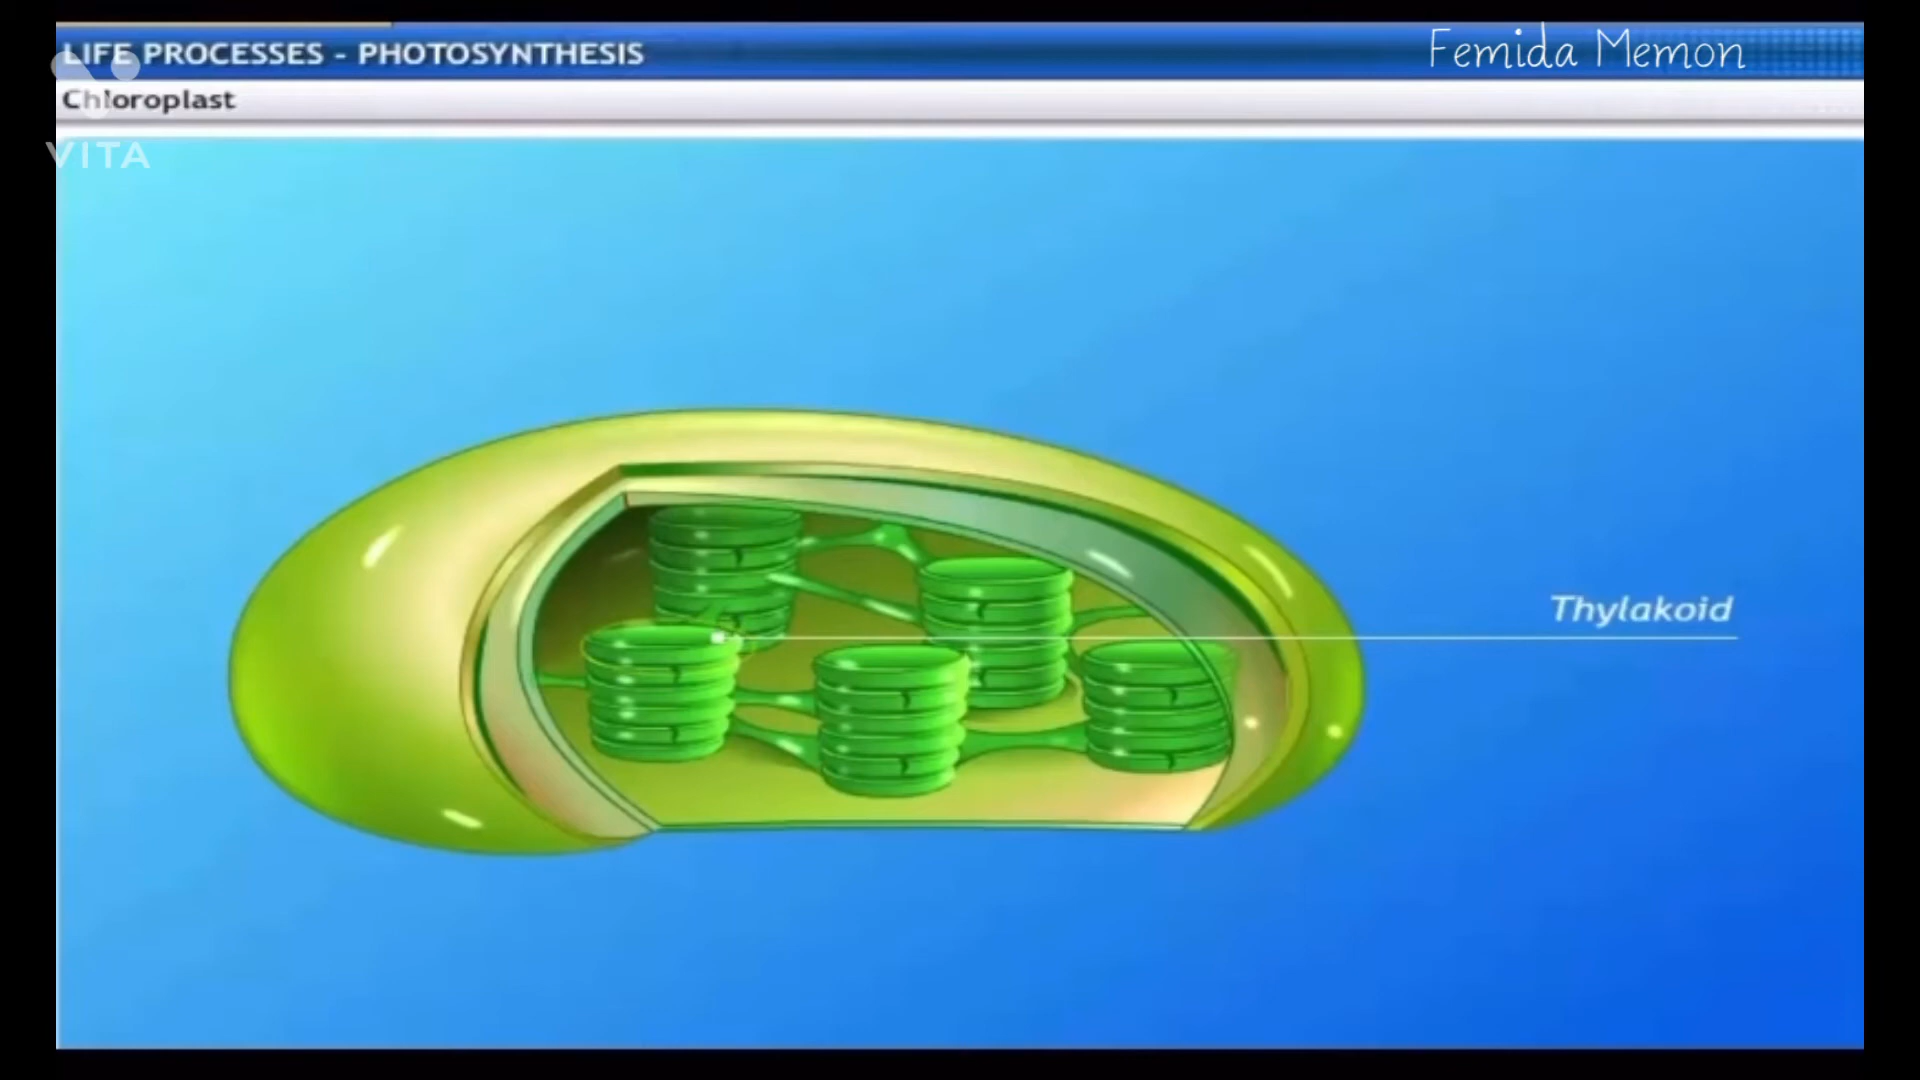 LIFE PROCESSES - PHOTOSYNTHESIS
Femida Memon
Chloroplast
VITA
Thylakoid